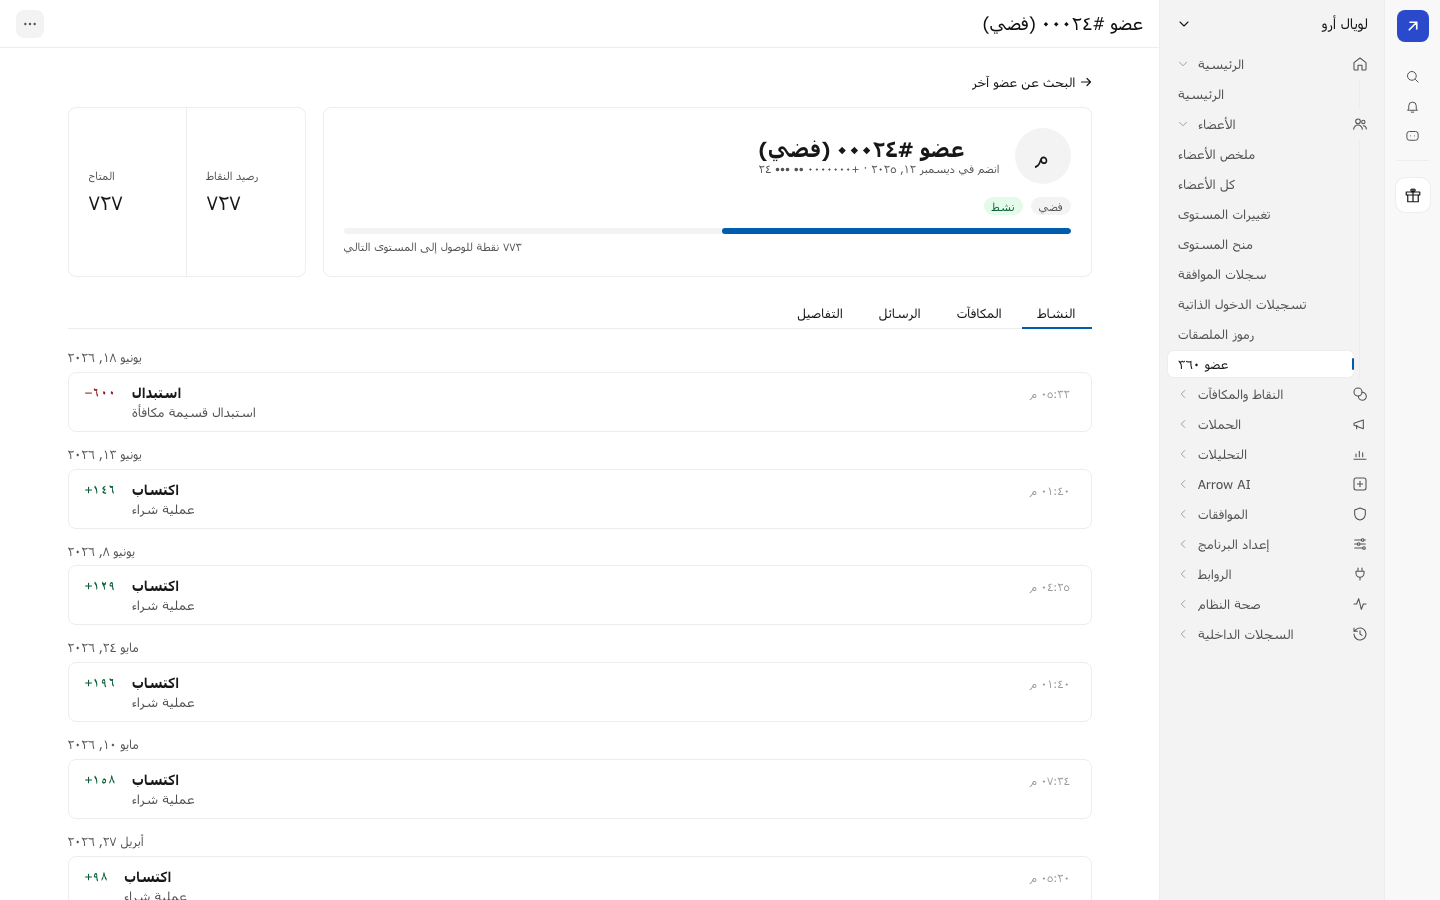 لويال أرو
الرئيسية
الرئيسية
الأعضاء
ملخص الأعضاء
كل الأعضاء
تغييرات المستوى
منح المستوى
سجلات الموافقة
تسجيلات الدخول الذاتية
رموز الملصقات
عضو ٣٦٠
النقاط والمكافآت
الحملات
التحليلات
Arrow AI
الموافقات
إعداد البرنامج
الروابط
صحة النظام
السجلات الداخلية
عضو #٠٠٠٢٤ (فضي)
البحث عن عضو آخر
م
عضو #٠٠٠٢٤ (فضي)
انضم في ديسمبر ١٢, ٢٠٢٥ · +٠٠٠٠٠٠٠ •• ••• ٢٤
فضي
نشط
٧٧٣ نقطة للوصول إلى المستوى التالي
رصيد النقاط
٧٢٧
المتاح
٧٢٧
النشاط
المكافآت
الرسائل
التفاصيل
يونيو ١٨, ٢٠٢٦
٠٥:٣٢ م
استبدال
استبدال قسيمة مكافأة
−٦٠٠
يونيو ١٣, ٢٠٢٦
٠١:٤٠ م
اكتساب
عملية شراء
+١٤٦
يونيو ٨, ٢٠٢٦
٠٤:٢٥ م
اكتساب
عملية شراء
+١٢٩
مايو ٢٤, ٢٠٢٦
٠١:٤٠ م
اكتساب
عملية شراء
+١٩٦
مايو ١٠, ٢٠٢٦
٠٧:٣٤ م
اكتساب
عملية شراء
+١٥٨
أبريل ٢٧, ٢٠٢٦
٠٥:٢٠ م
اكتساب
عملية شراء
+٩٨